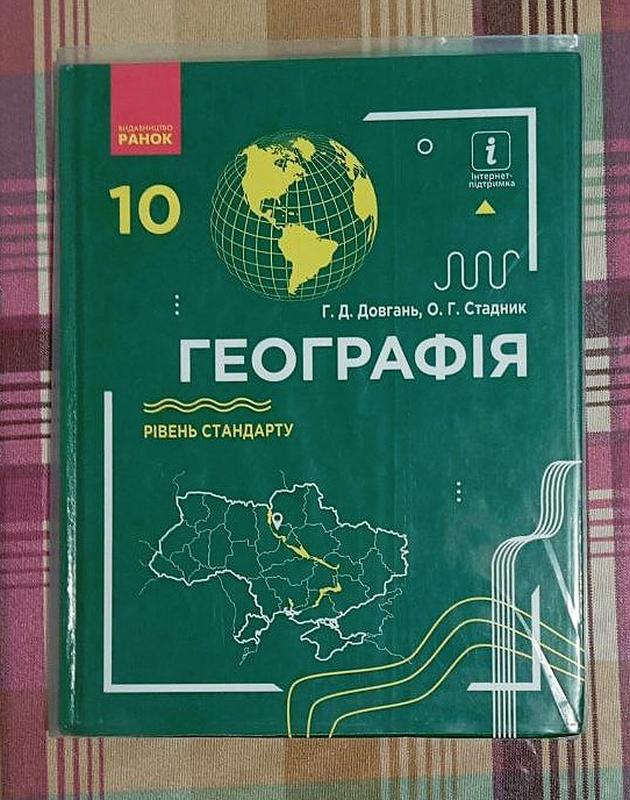 ВИДАВНИЦТВО
РАНОК
10
i
Інтернет-
підтримка
Г. Д. Довгань, О. Г. Стадник
ГЕОГРАФІЯ
РІВЕНЬ СТАНДАРТУ